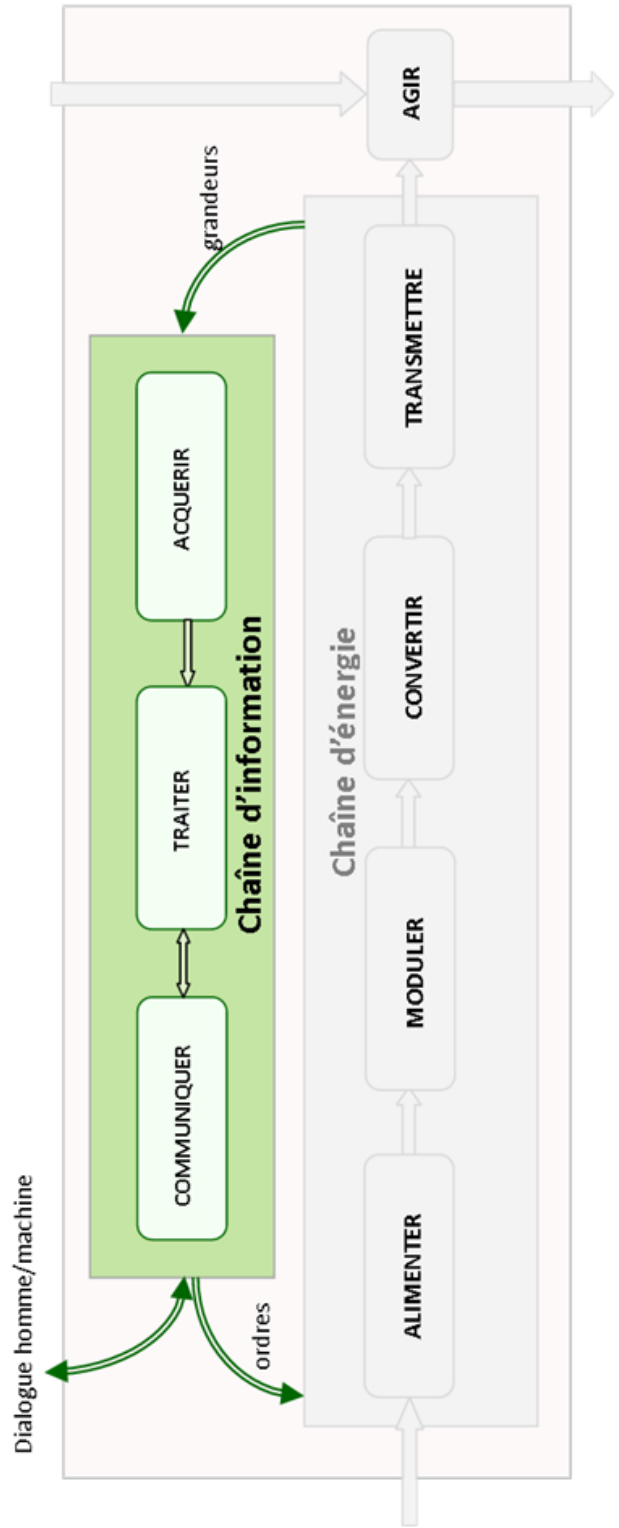 Dialogue homme/machine
COMMUNIQUER
TRAITER
ACQUERIR
Chaîne d'information
grandeurs
ordres
Chaîne d'énergie
ALIMENTER
MODULER
CONVERTIR
TRANSMETTRE
AGIR